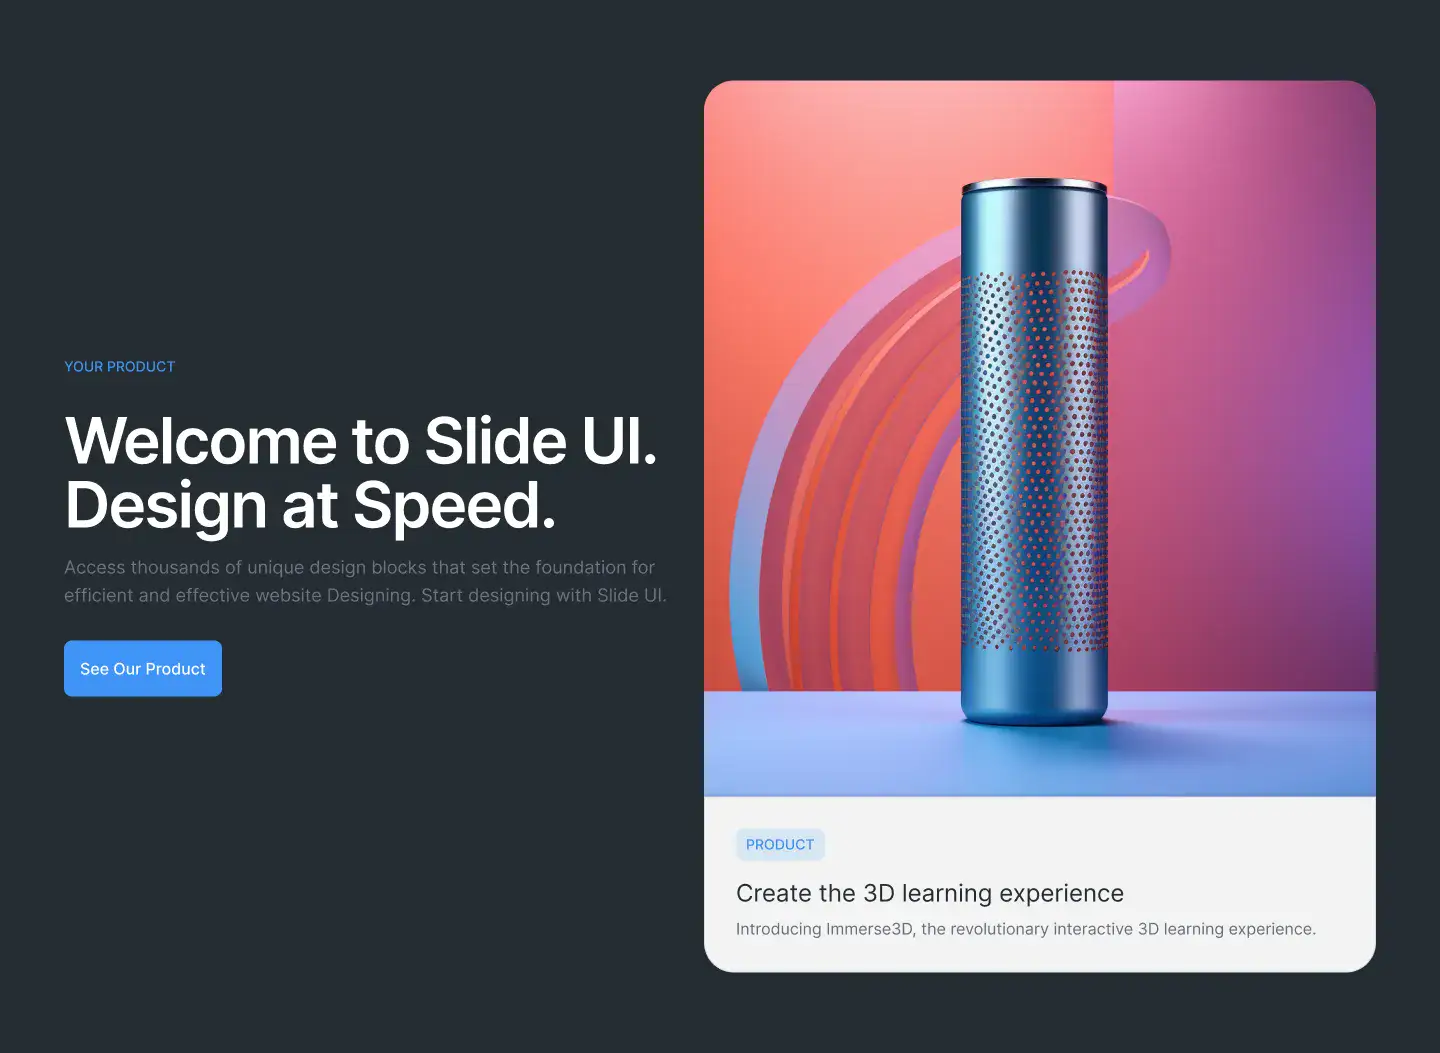 YOUR PRODUCT
Welcome to Slide UI.
Design at Speed.
Access thousands of unique design blocks that set the foundation for
efficient and effective website Designing. Start designing with Slide UI.
See Our Product
PRODUCT
Create the 3D learning experience
Introducing Immerse3D, the revolutionary interactive 3D learning experience.